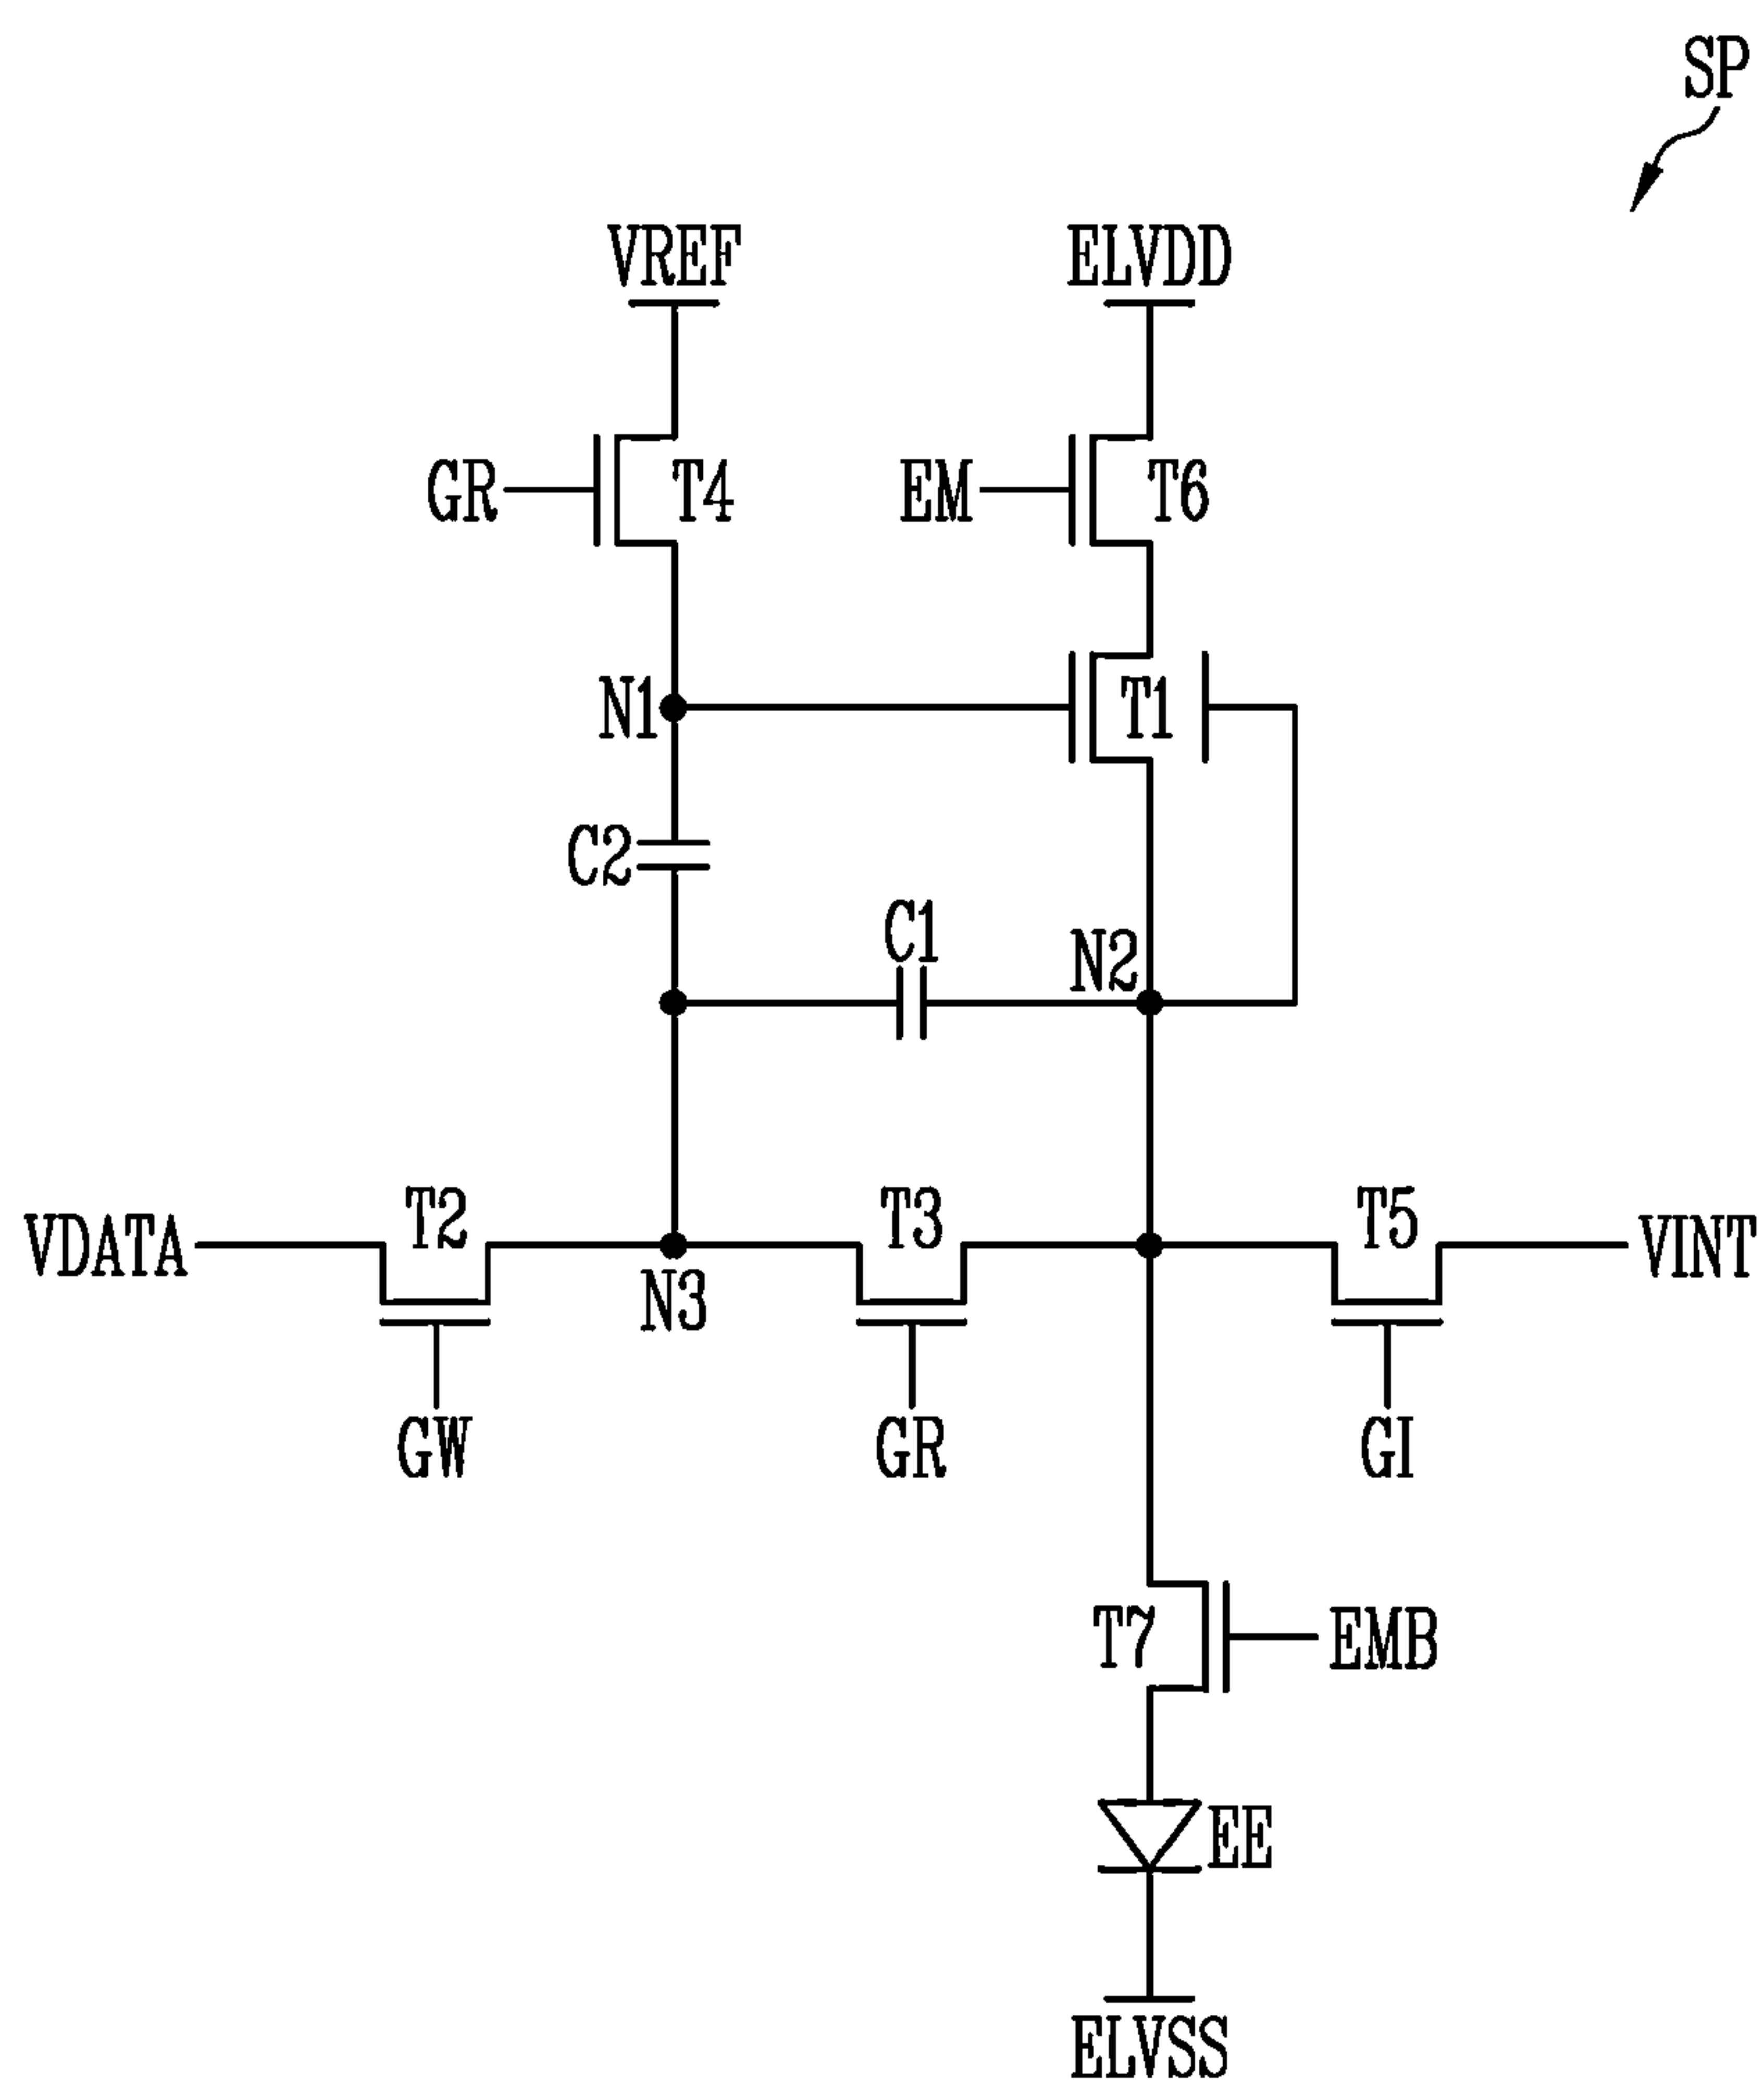 SP
VREF
ELVDD
GR
T4
EM
T6
N1
T1
C2
C1
N2
VDATA
T2
N3
T3
T5
VINT
GW
GR
GI
T7
EMB
EE
ELVSS